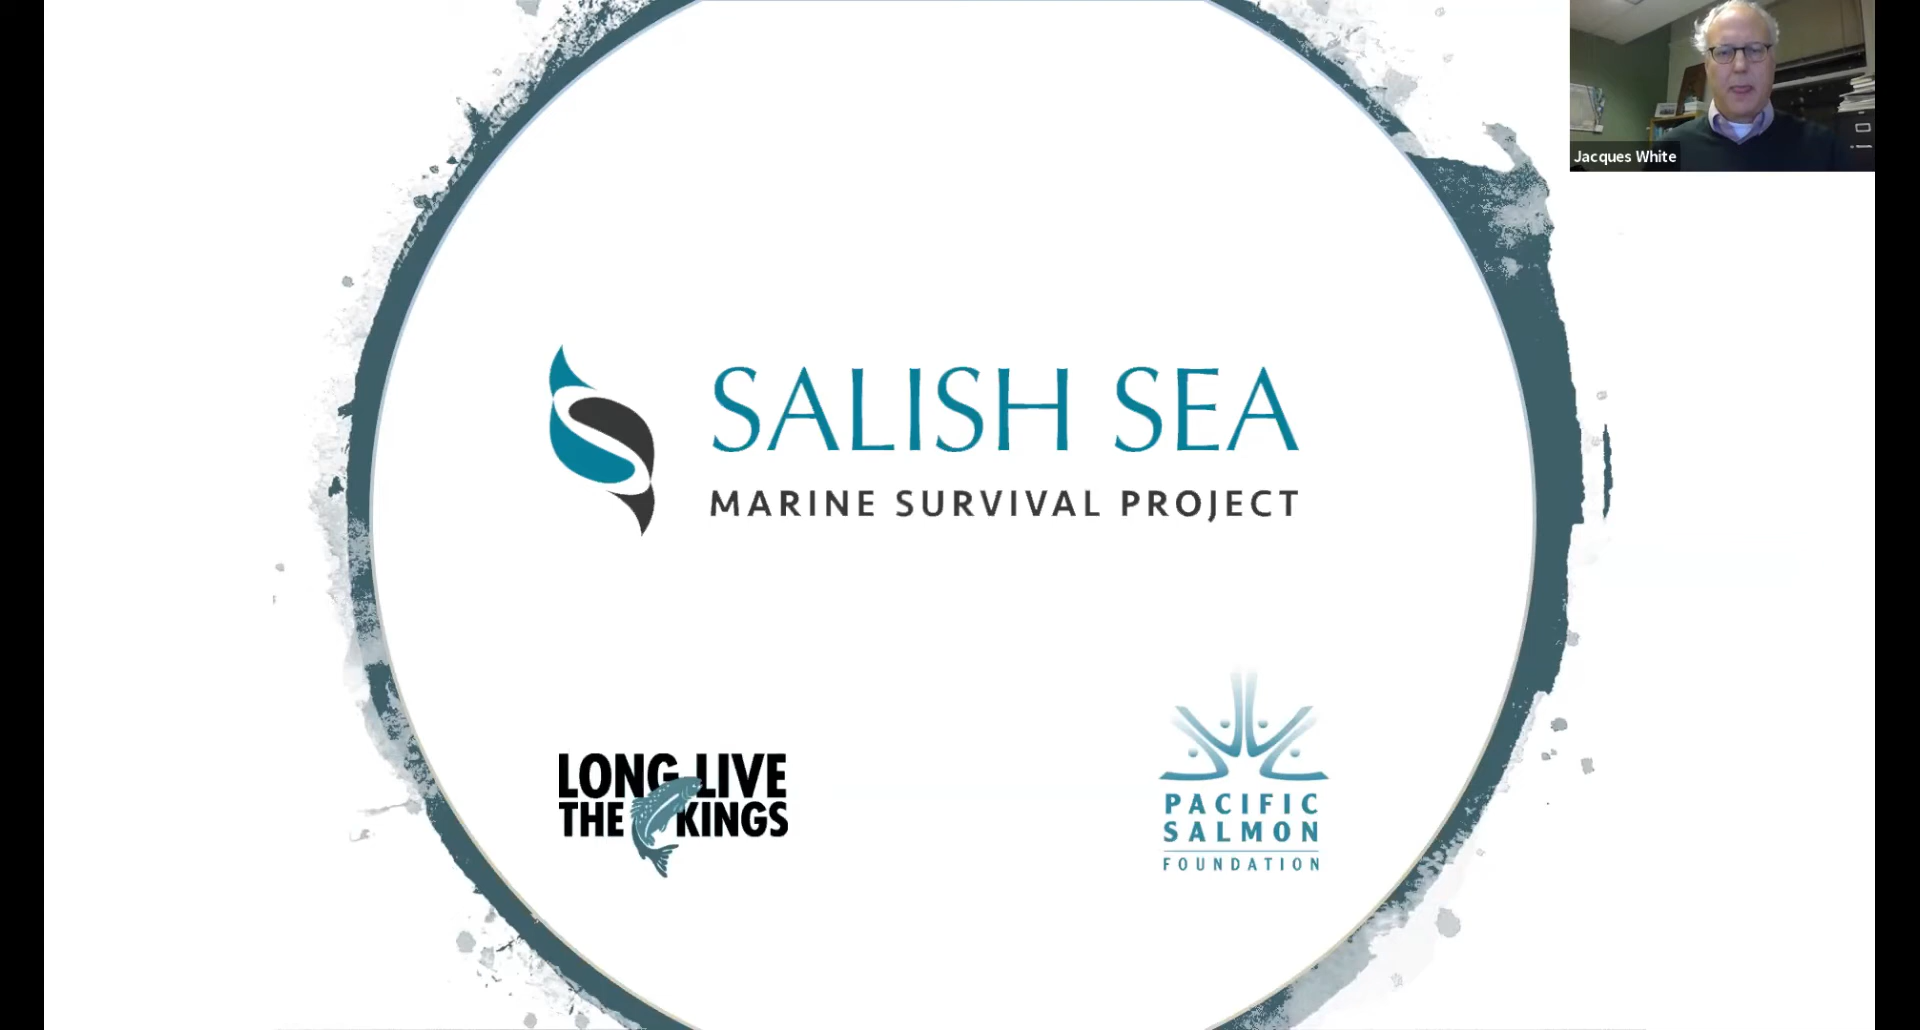 Jacques White
SALISH SEA
MARINE SURVIVAL PROJECT
LONG LIVE
THE KINGS
PACIFIC
SALMON
FOUNDATION